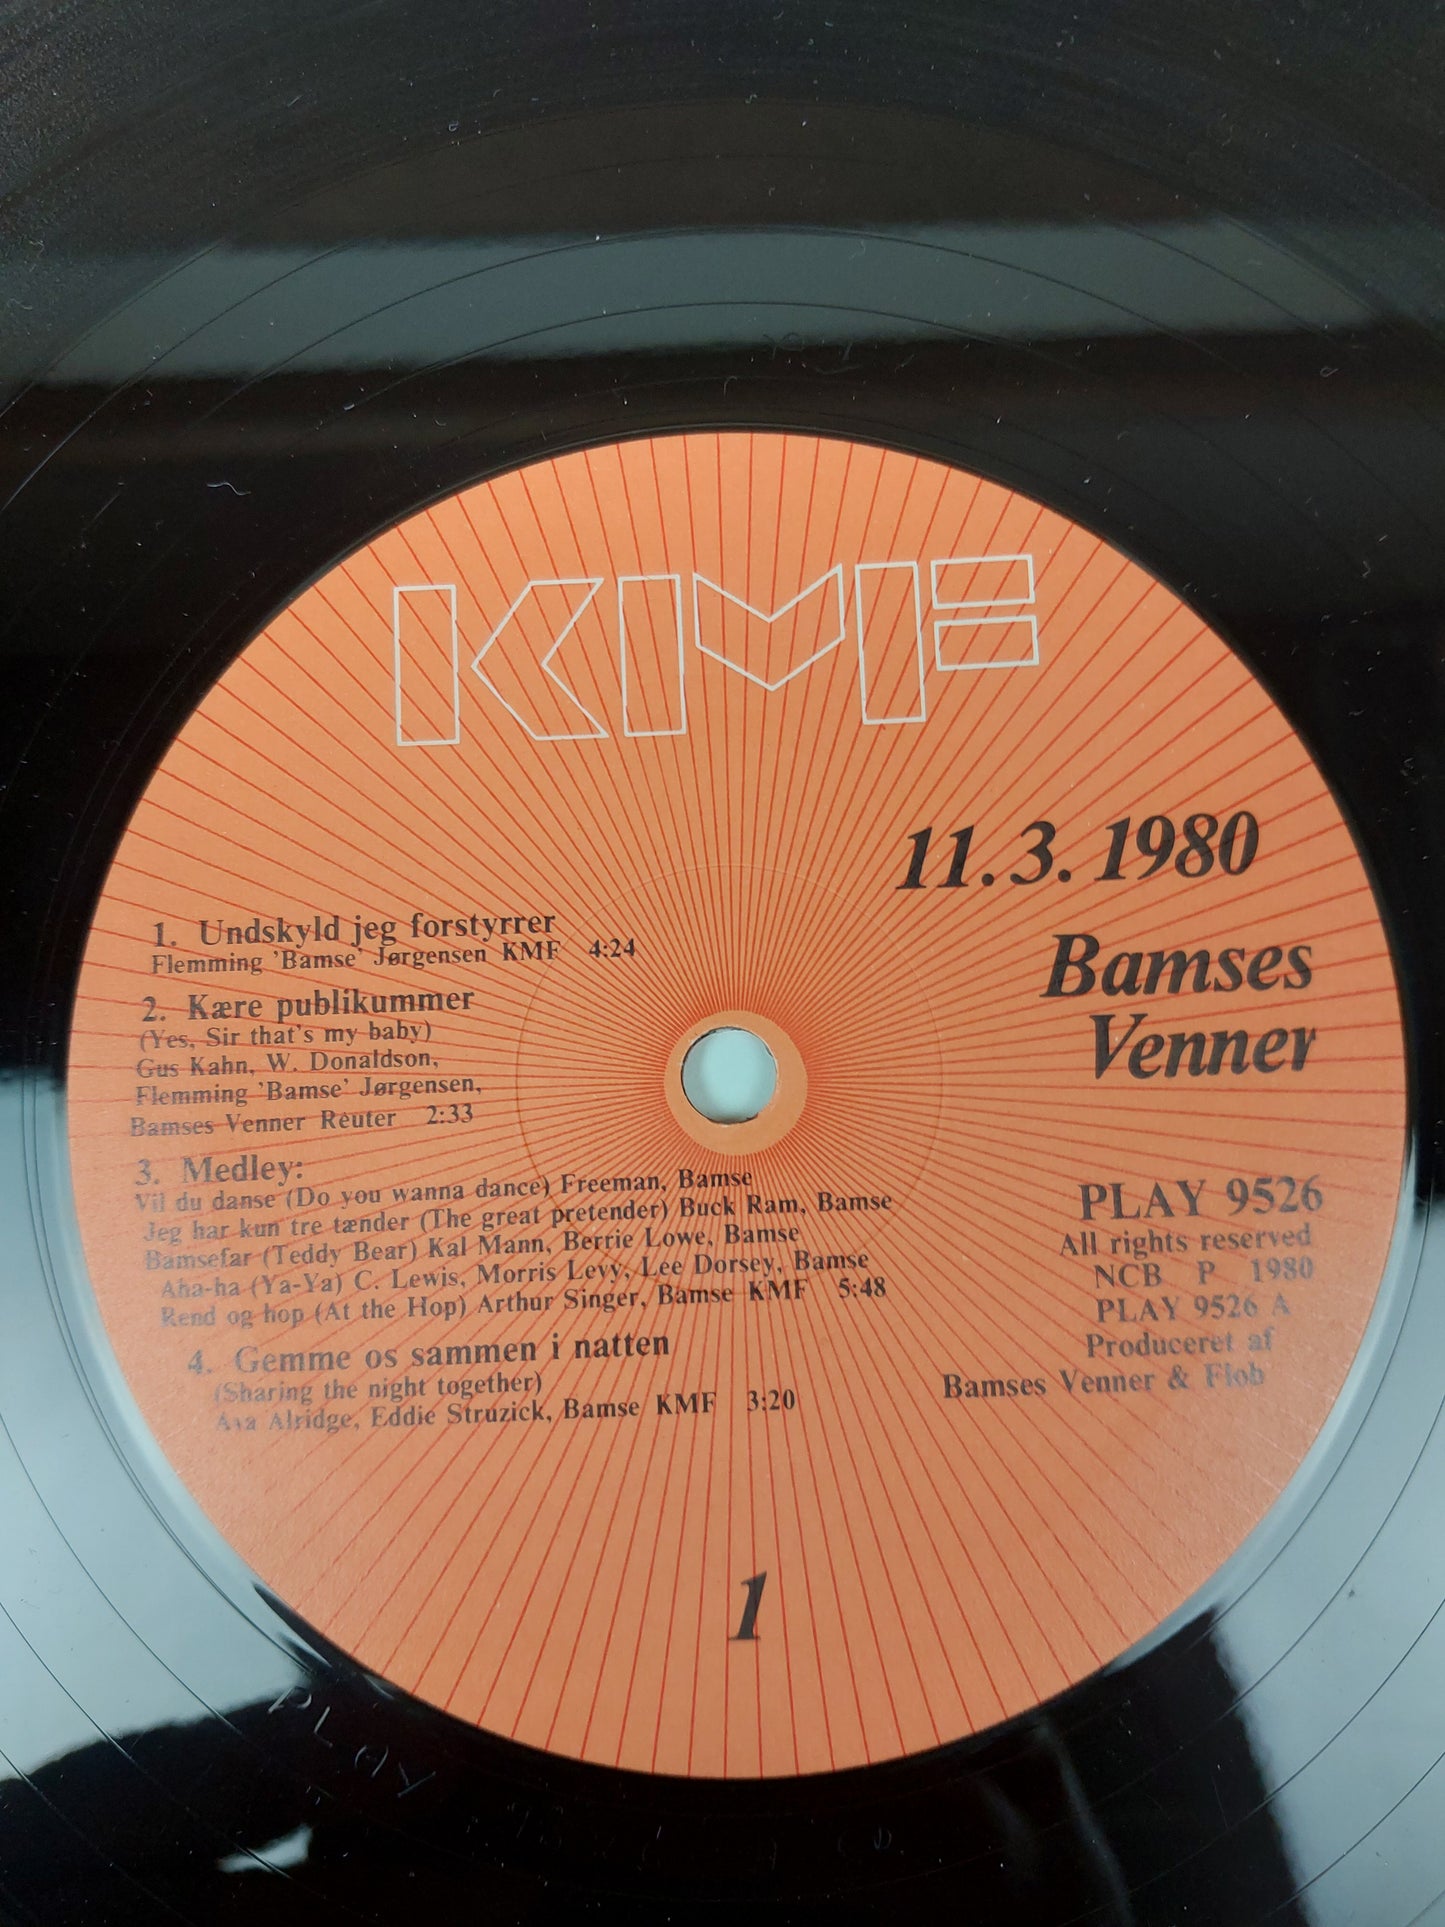 KMF
11.3.1980
Bamses
Venner
1. Undskyld jeg forstyrrer
Flemming 'Bamse' Jørgensen KMF 4:24
2. Kære publikummer
(Yes, Sir that's my baby)
Gus Kahn, W. Donaldson,
Flemming 'Bamse' Jørgensen,
Bamses Venner Reuter 2:33
3. Medley:
Vil du danse (Do you wanna dance) Freeman, Bamse
Jeg har kun tre tænder (The great pretender) Buck Ram, Bamse
Bamsefar (Teddy Bear) Kal Mann, Berrie Lowe, Bamse
Aha-ha (Ya-Ya) C. Lewis, Morris Levy, Lee Dorsey, Bamse
Rend og hop (At the Hop) Arthur Singer, Bamse KMF 5:48
4. Gemme os sammen i natten
(Sharing the night together)
Ava Alridge, Eddie Struzick, Bamse KMF 3:20
PLAY 9526
All rights reserved
NCB P 1980
PLAY 9526 A
Produceret af
Bamses Venner & Flob
1
PLAY